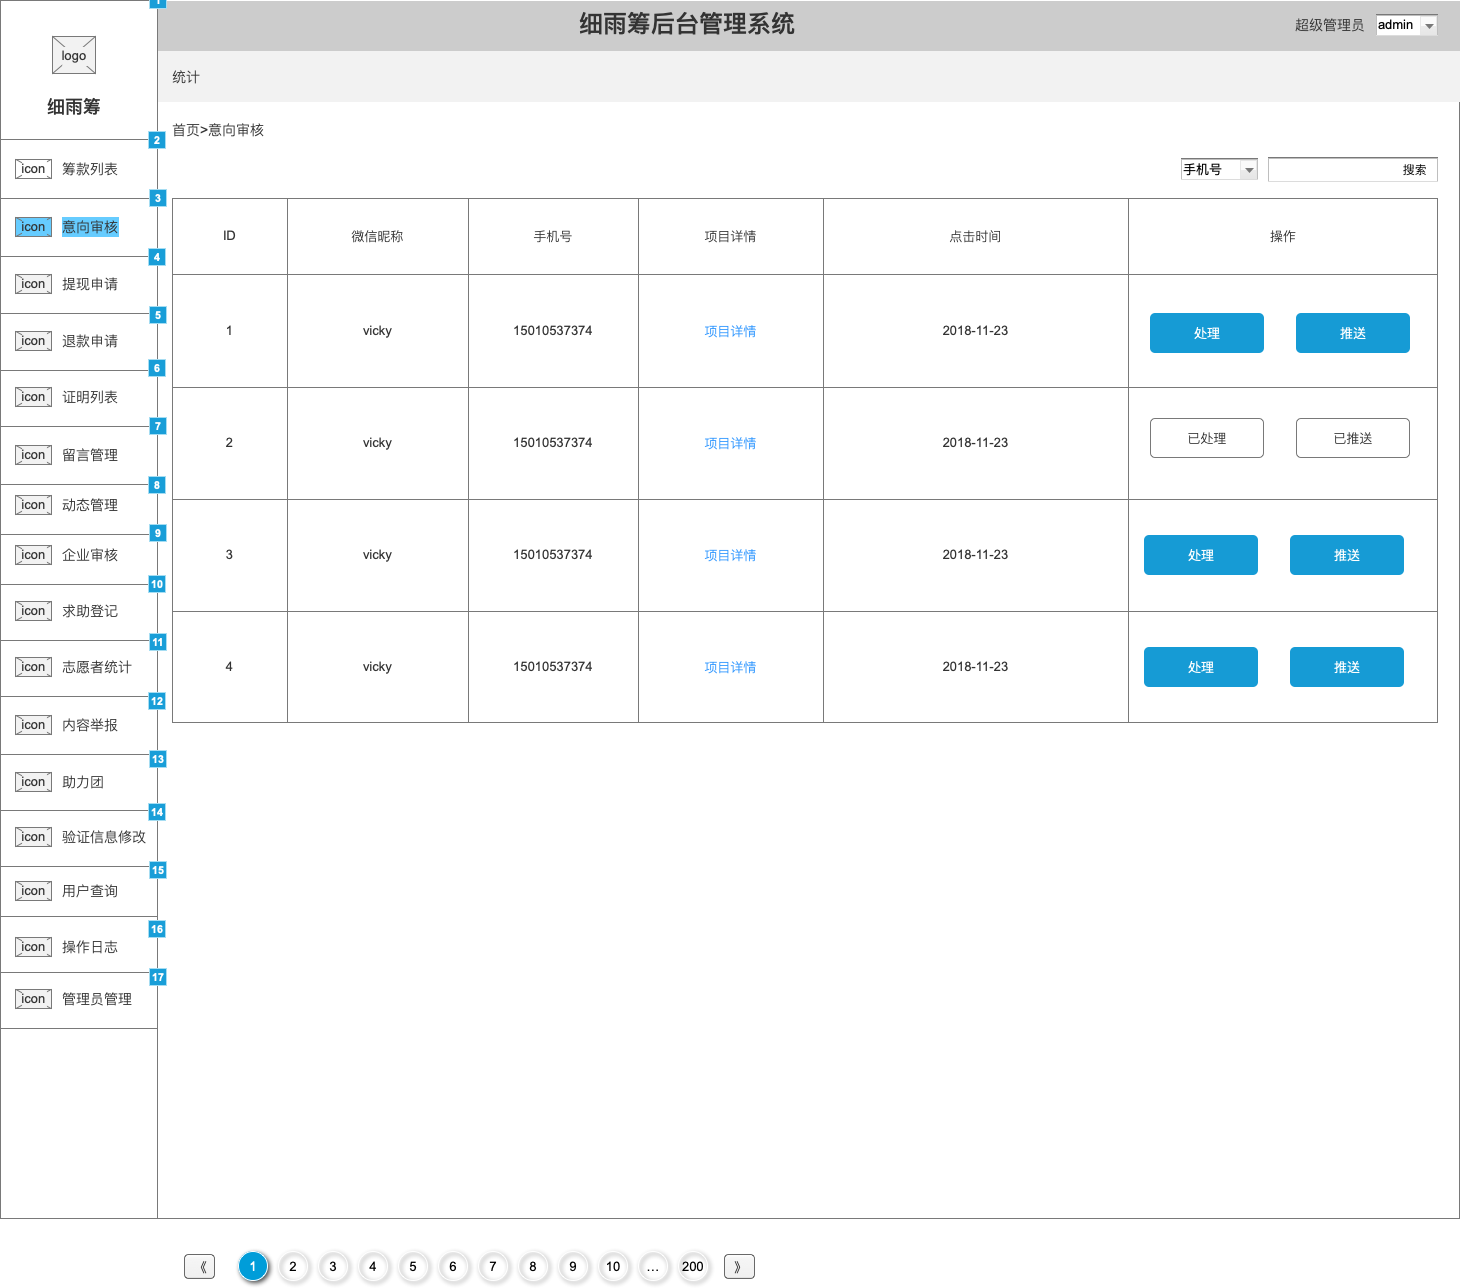 1
细雨筹后台管理系统
超级管理员 admin
logo
细雨筹
统计
首页>意向审核
2
icon 筹款列表
3
icon 意向审核
4
icon 提现申请
5
icon 退款申请
6
icon 证明列表
7
icon 留言管理
8
icon 动态管理
9
icon 企业审核
10
icon 求助登记
11
icon 志愿者统计
12
icon 内容举报
13
icon 助力团
14
icon 验证信息修改
15
icon 用户查询
16
icon 操作日志
17
icon 管理员管理
手机号 搜索
ID 微信昵称 手机号 项目详情 点击时间 操作
1 vicky 15010537374 项目详情 2018-11-23 处理 推送
2 vicky 15010537374 项目详情 2018-11-23 已处理 已推送
3 vicky 15010537374 项目详情 2018-11-23 处理 推送
4 vicky 15010537374 项目详情 2018-11-23 处理 推送
《 1 2 3 4 5 6 7 8 9 10 ... 200 》